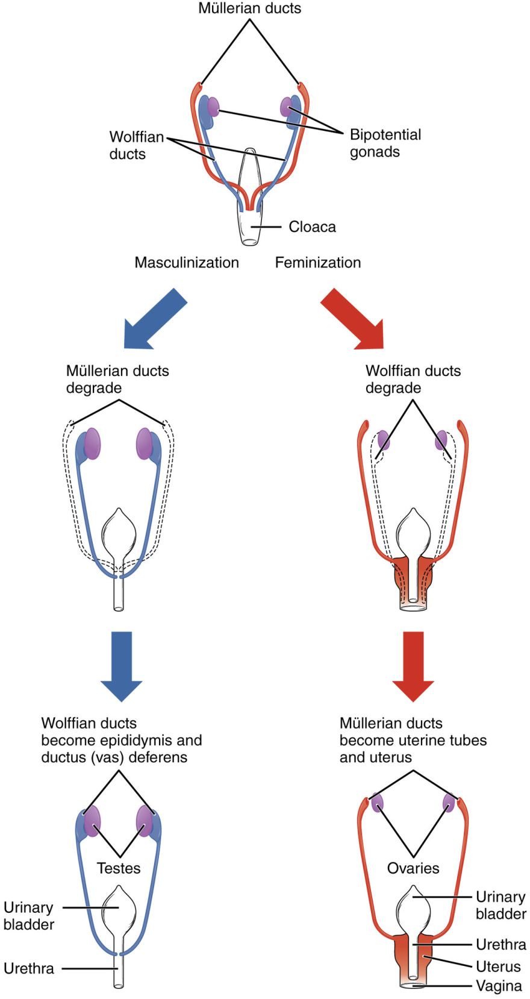 Müllerian ducts
Wolffian
ducts
Bipotential
gonads
Cloaca
Masculinization
Feminization
Müllerian ducts
degrade
Wolffian ducts
degrade
Wolffian ducts
become epididymis and
ductus (vas) deferens
Müllerian ducts
become uterine tubes
and uterus
Testes
Ovaries
Urinary
bladder
Urethra
Urinary
bladder
Urethra
Uterus
Vagina